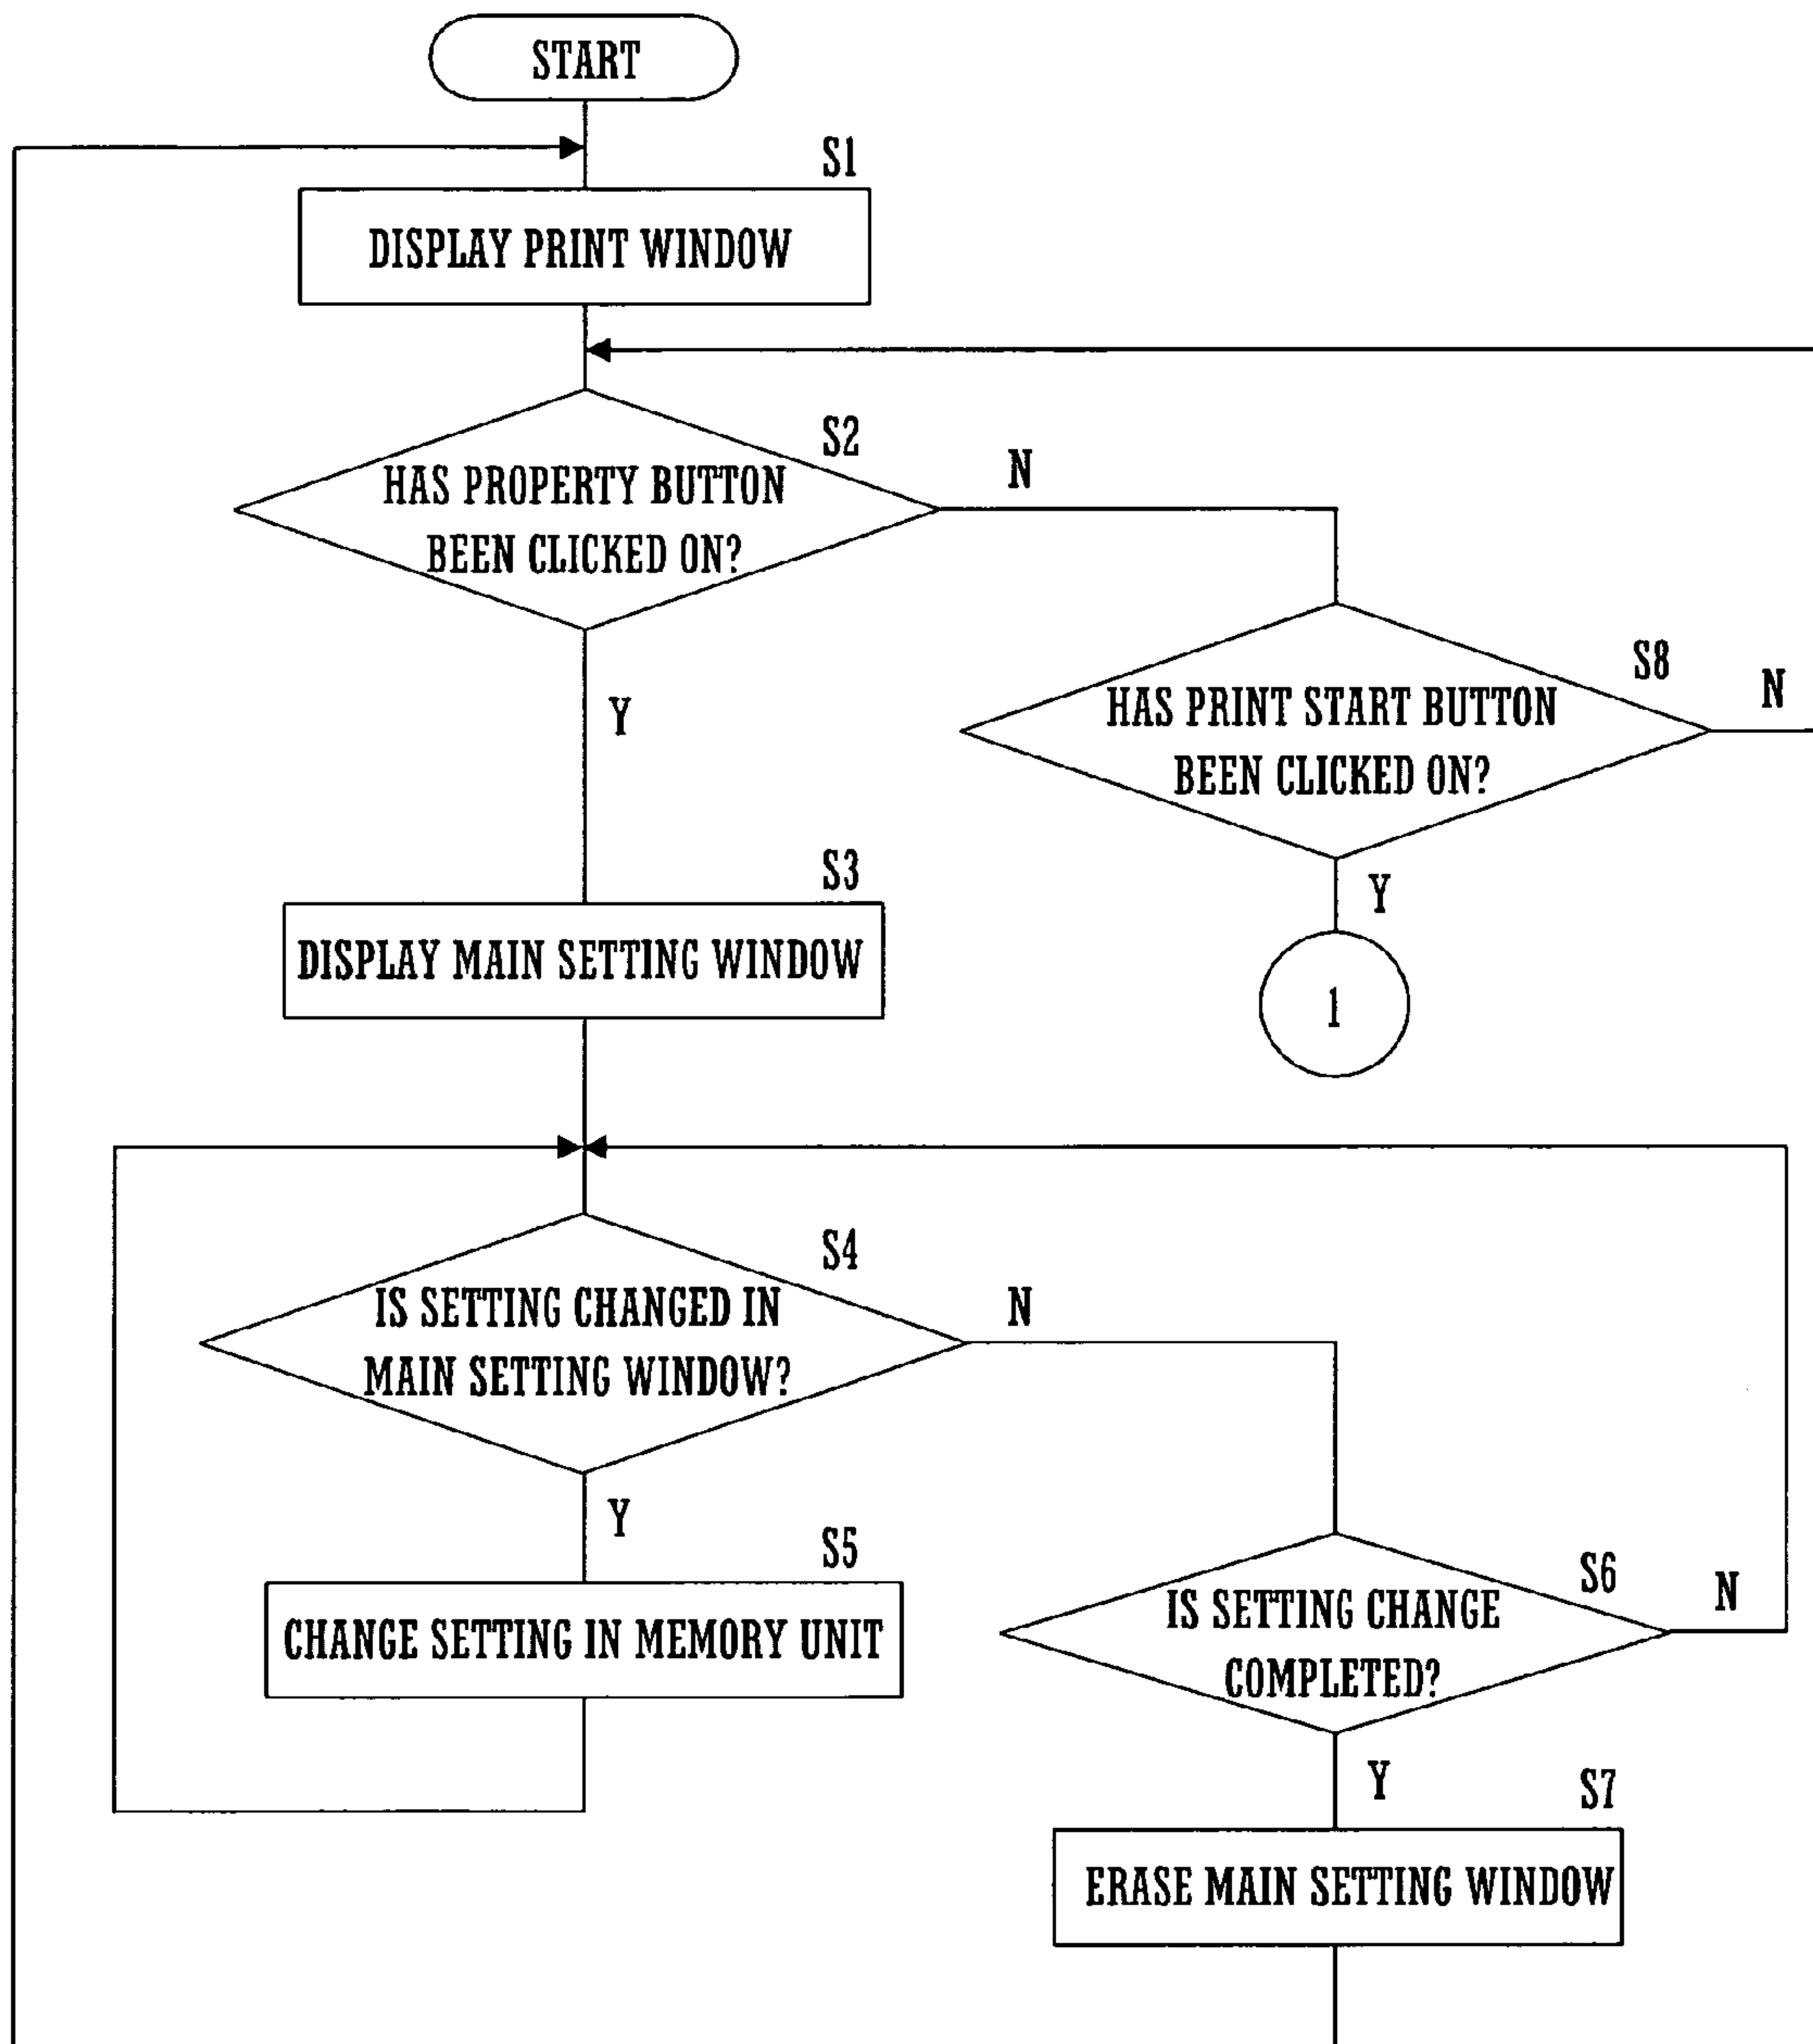 START
S1
DISPLAY PRINT WINDOW
S2
HAS PROPERTY BUTTON
BEEN CLICKED ON?
N
Y
S8
HAS PRINT START BUTTON
BEEN CLICKED ON?
N
Y
1
S3
DISPLAY MAIN SETTING WINDOW
S4
IS SETTING CHANGED IN
MAIN SETTING WINDOW?
N
Y
S5
CHANGE SETTING IN MEMORY UNIT
S6
IS SETTING CHANGE
COMPLETED?
N
Y
S7
ERASE MAIN SETTING WINDOW